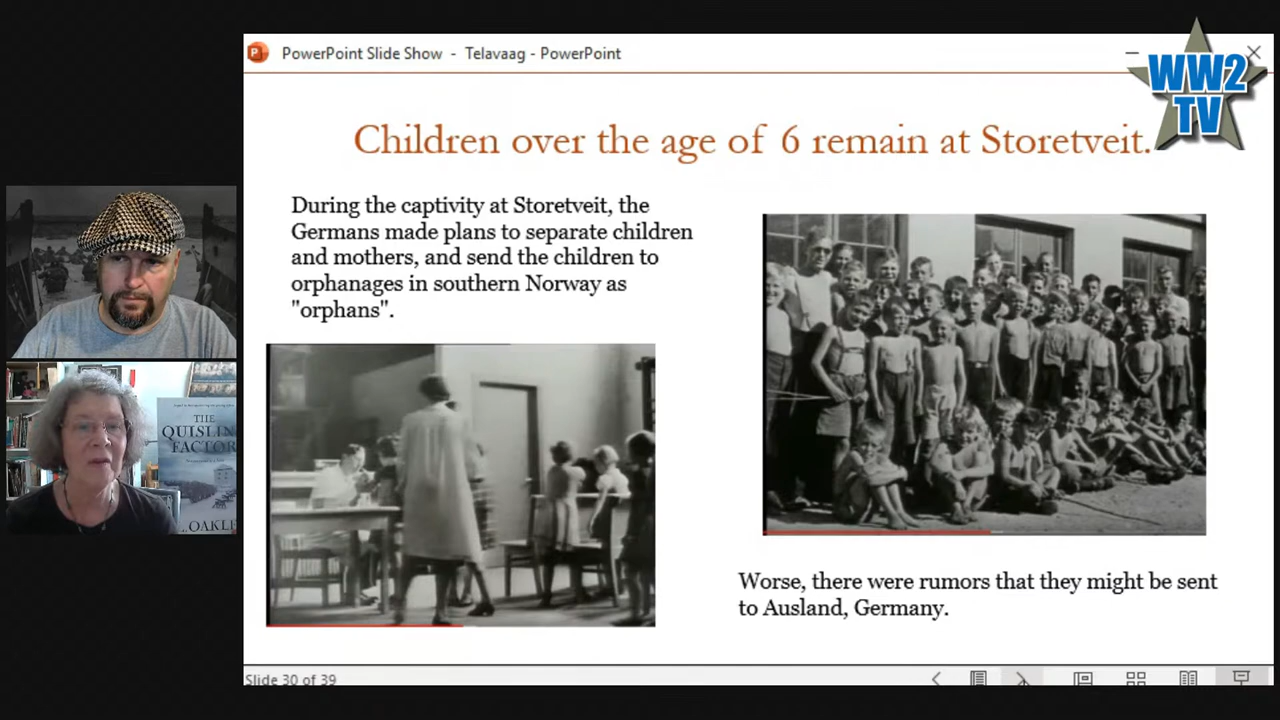 PowerPoint Slide Show - Telavaag - PowerPoint
WW2
TV
Children over the age of 6 remain at Storetveit.
During the captivity at Storetveit, the
Germans made plans to separate children
and mothers, and send the children to
orphanages in southern Norway as
"orphans".
Worse, there were rumors that they might be sent
to Ausland, Germany.
THE
QUISLIN
FACTOR
OAKLE
Slide 30 of 39